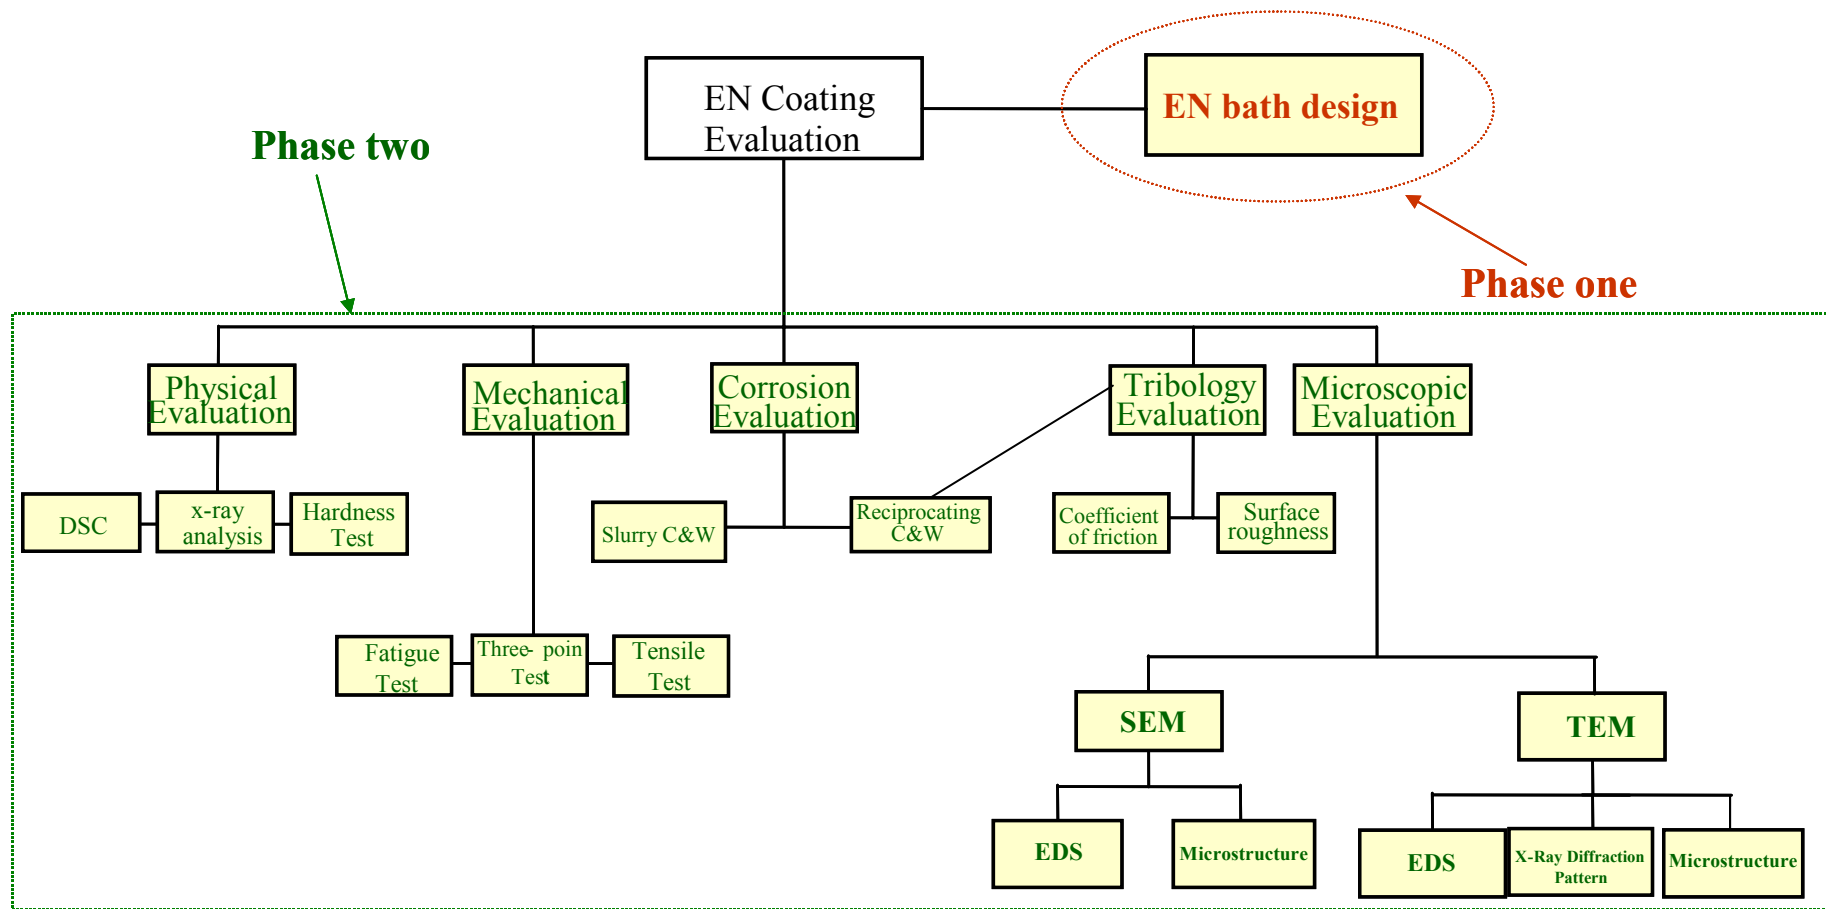 EN Coating
Evaluation
EN bath design
Phase two
Phase one
Physical
Evaluation
Mechanical
Evaluation
Corrosion
Evaluation
Tribology
Evaluation
Microscopic
Evaluation
DSC
x-ray
analysis
Hardness
Test
Slurry C&W
Reciprocating
C&W
Coefficient
of friction
Surface
roughness
Fatigue
Test
Three- poin
Test
Tensile
Test
SEM
TEM
EDS
Microstructure
EDS
X-Ray Diffraction
Pattern
Microstructure